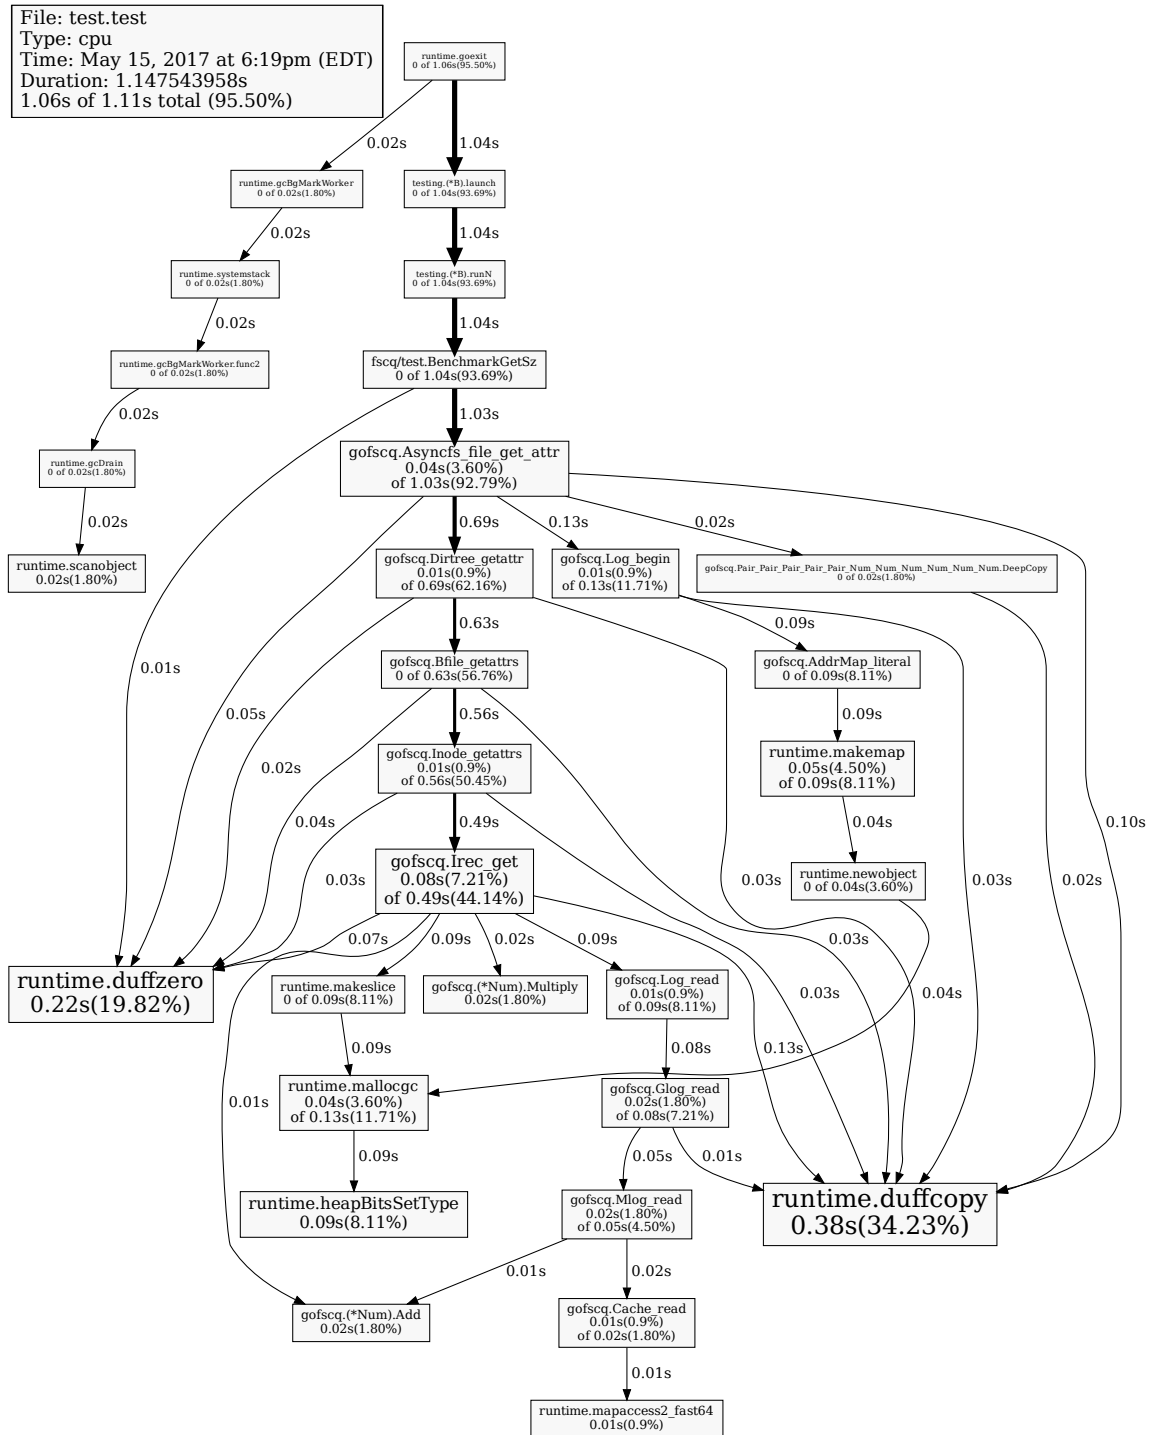 File: test.test
Type: cpu
Time: May 15, 2017 at 6:19pm (EDT)
Duration: 1.147543958s
1.06s of 1.11s total (95.50%)
runtime.goexit
0 of 1.06s(95.50%)
0.02s
1.04s
runtime.gcBgMarkWorker
0 of 0.02s(1.80%)
testing.(*B).launch
0 of 1.04s(93.69%)
0.02s
1.04s
runtime.systemstack
0 of 0.02s(1.80%)
testing.(*B).runN
0 of 1.04s(93.69%)
0.02s
1.04s
runtime.gcBgMarkWorker.func2
0 of 0.02s(1.80%)
fscq/test.BenchmarkGetSz
0 of 1.04s(93.69%)
0.02s
1.03s
runtime.gcDrain
0 of 0.02s(1.80%)
gofscq.Asyncfs_file_get_attr
0.04s(3.60%)
of 1.03s(92.79%)
0.02s
0.69s
0.13s
0.02s
runtime.scanobject
0.02s(1.80%)
gofscq.Dirtree_getattr
0.01s(0.9%)
of 0.69s(62.16%)
gofscq.Log_begin
0.01s(0.9%)
of 0.13s(11.71%)
gofscq.Pair_Pair_Pair_Pair_Pair_Num_Num_Num_Num_Num_Num.DeepCopy
0 of 0.02s(1.80%)
0.63s
0.09s
0.01s
gofscq.Bfile_getattrs
0 of 0.63s(56.76%)
gofscq.AddrMap_literal
0 of 0.09s(8.11%)
0.05s
0.56s
0.09s
0.02s
gofscq.Inode_getattrs
0.01s(0.9%)
of 0.56s(50.45%)
runtime.makemap
0.05s(4.50%)
of 0.09s(8.11%)
0.04s
0.49s
0.04s
0.10s
gofscq.Irec_get
0.08s(7.21%)
of 0.49s(44.14%)
runtime.newobject
0 of 0.04s(3.60%)
0.03s
0.03s
0.03s
0.02s
0.07s
0.09s
0.02s
0.09s
0.03s
runtime.duffzero
0.22s(19.82%)
runtime.makeslice
0 of 0.09s(8.11%)
gofscq.(*Num).Multiply
0.02s(1.80%)
gofscq.Log_read
0.01s(0.9%)
of 0.09s(8.11%)
0.03s
0.04s
0.09s
0.08s
0.13s
runtime.mallocgc
0.04s(3.60%)
of 0.13s(11.71%)
gofscq.Glog_read
0.02s(1.80%)
of 0.08s(7.21%)
0.01s
0.09s
0.05s
0.01s
runtime.heapBitsSetType
0.09s(8.11%)
gofscq.Mlog_read
0.02s(1.80%)
of 0.05s(4.50%)
runtime.duffcopy
0.38s(34.23%)
0.01s
0.02s
gofscq.(*Num).Add
0.02s(1.80%)
gofscq.Cache_read
0.01s(0.9%)
of 0.02s(1.80%)
0.01s
runtime.mapaccess2_fast64
0.01s(0.9%)